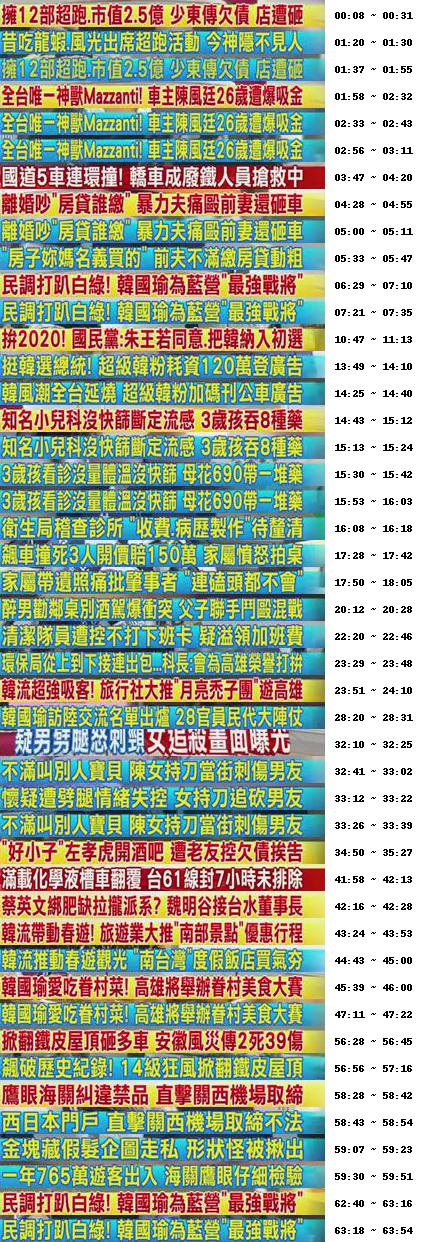 擁12部超跑.市值2.5億 少東傳欠債 店遭砸 00:08 ~ 00:31
昔吃龍蝦.風光出席超跑活動 今神隱不見人 01:20 ~ 01:30
擁12部超跑.市值2.5億 少東傳欠債 店遭砸 01:37 ~ 01:55
全台唯一神獸Mazzanti! 車主陳風廷26歲遭爆吸金 01:58 ~ 02:32
全台唯一神獸Mazzanti! 車主陳風廷26歲遭爆吸金 02:33 ~ 02:43
全台唯一神獸Mazzanti! 車主陳風廷26歲遭爆吸金 02:56 ~ 03:11
國道5車連環撞! 轎車成廢鐵人員搶救中 03:47 ~ 04:20
離婚吵"房貸誰繳" 暴力夫痛毆前妻還砸車 04:28 ~ 04:55
離婚吵"房貸誰繳" 暴力夫痛毆前妻還砸車 05:00 ~ 05:11
"房子妳媽名義買的" 前夫不滿繳房貸動粗 05:33 ~ 05:47
民調打趴白綠! 韓國瑜為藍營"最強戰將" 06:29 ~ 07:10
民調打趴白綠! 韓國瑜為藍營"最強戰將" 07:21 ~ 07:35
拚2020! 國民黨:朱王若同意.把韓納入初選 10:47 ~ 11:13
挺韓選總統! 超級韓粉耗資120萬登廣告 13:49 ~ 14:10
韓風潮全台延燒 超級韓粉加碼刊公車廣告 14:25 ~ 14:40
知名小兒科沒快篩斷定流感 3歲孩吞8種藥 14:43 ~ 15:12
知名小兒科沒快篩斷定流感 3歲孩吞8種藥 15:13 ~ 15:24
3歲孩看診沒量體溫沒快篩 母花690帶一堆藥 15:30 ~ 15:42
3歲孩看診沒量體溫沒快篩 母花690帶一堆藥 15:53 ~ 16:03
衛生局稽查診所 "收費.病歷製作"待釐清 16:08 ~ 16:18
飆車撞死3人開價賠150萬 家屬憤怒拍桌 17:28 ~ 17:42
家屬帶遺照痛批肇事者 "連磕頭都不會" 17:50 ~ 18:05
醉男勸鄰桌別酒駕爆衝突 父子聯手鬥毆混戰 20:12 ~ 20:28
清潔隊員遭控不打下班卡 疑溢領加班費 22:20 ~ 22:46
環保局從上到下接連出包...科長:會為高雄榮譽打拚 23:29 ~ 23:48
韓流超強吸客! 旅行社大推"月亮禿子團"遊高雄 23:51 ~ 24:10
韓國瑜訪陸交流名單出爐 28官員民代大陣仗 28:20 ~ 28:31
疑男劈腿怒刺頸 女追殺畫面曝光 32:10 ~ 32:25
不滿叫別人寶貝 陳女持刀當街刺傷男友 32:41 ~ 33:02
懷疑遭劈腿情緒失控 女持刀追砍男友 33:12 ~ 33:22
不滿叫別人寶貝 陳女持刀當街刺傷男友 33:26 ~ 33:39
"好小子"左孝虎開酒吧 遭老友控欠債挨告 34:50 ~ 35:27
滿載化學液槽車翻覆 台61線封7小時未排除 41:58 ~ 42:13
蔡英文綁肥缺拉攏派系? 魏明谷接台水董事長 42:16 ~ 42:28
韓流帶動春遊! 旅遊業大推"南部景點"優惠行程 43:24 ~ 43:53
韓流推動春遊觀光 "南台灣"度假飯店買氣夯 44:43 ~ 45:00
韓國瑜愛吃眷村菜! 高雄將舉辦眷村美食大賽 45:39 ~ 46:00
韓國瑜愛吃眷村菜! 高雄將舉辦眷村美食大賽 47:11 ~ 47:22
掀翻鐵皮屋頂砸多車 安徽風災傳2死39傷 56:28 ~ 56:45
飆破歷史紀錄! 14級狂風掀翻鐵皮屋頂 56:56 ~ 57:16
鷹眼海關糾違禁品 直擊關西機場取締 58:28 ~ 58:42
西日本門戶 直擊關西機場取締不法 58:43 ~ 58:54
金塊藏假髮企圖走私 形狀怪被揪出 59:07 ~ 59:23
一年765萬遊客出入 海關鷹眼仔細檢驗 59:30 ~ 59:51
民調打趴白綠! 韓國瑜為藍營"最強戰將" 62:40 ~ 63:16
民調打趴白綠! 韓國瑜為藍營"最強戰將" 63:18 ~ 63:54